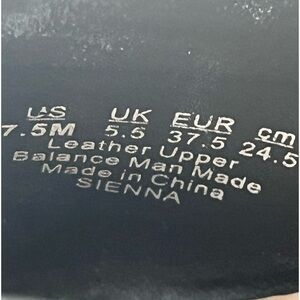 US UK EUR cm
7.5M 5.5 37.5 24.5
Leather Upper
Balance Man Made
Made in China
SIENNA